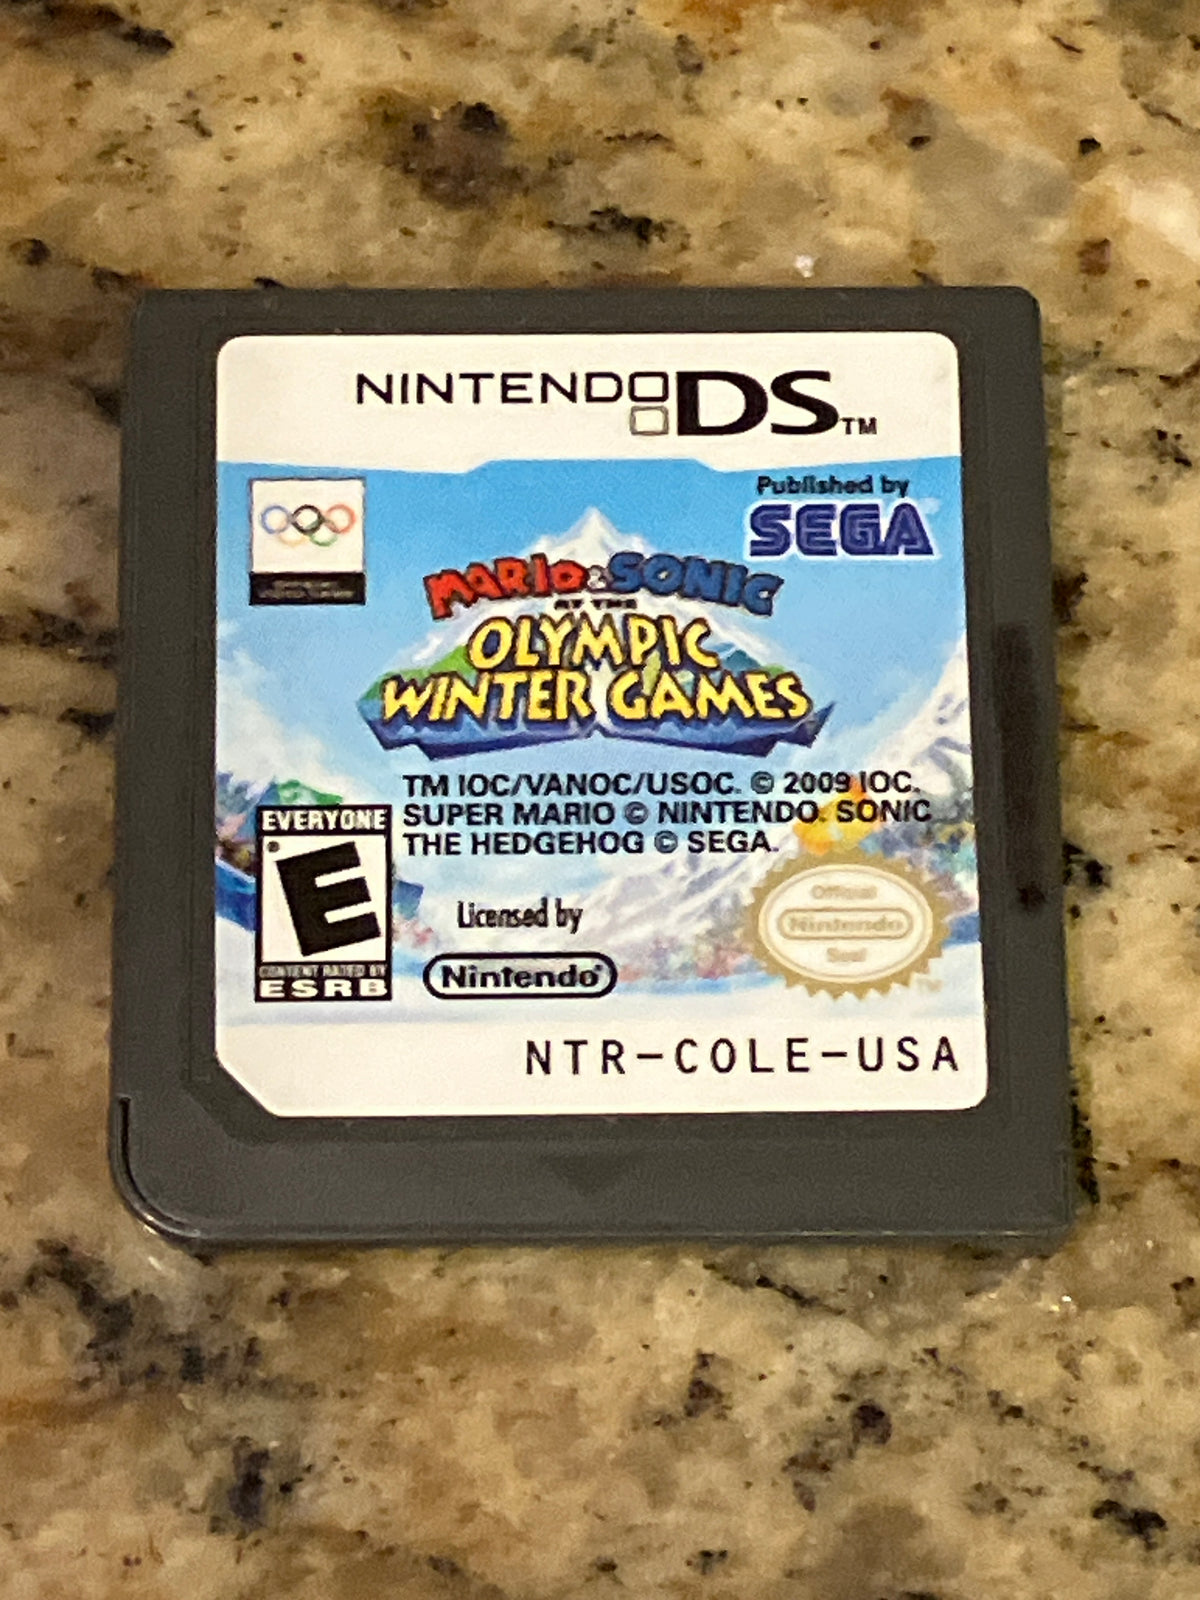 NINTENDO DS™
Published by
SEGA
MARIO & SONIC
AT THE
OLYMPIC
WINTER GAMES
TM IOC/VANOC/USOC. © 2009 IOC.
SUPER MARIO © NINTENDO. SONIC
THE HEDGEHOG © SEGA.
EVERYONE
E
CONTENT RATED BY
ESRB
Licensed by
Nintendo®
Official
Nintendo
Seal
TM
NTR-COLE-USA